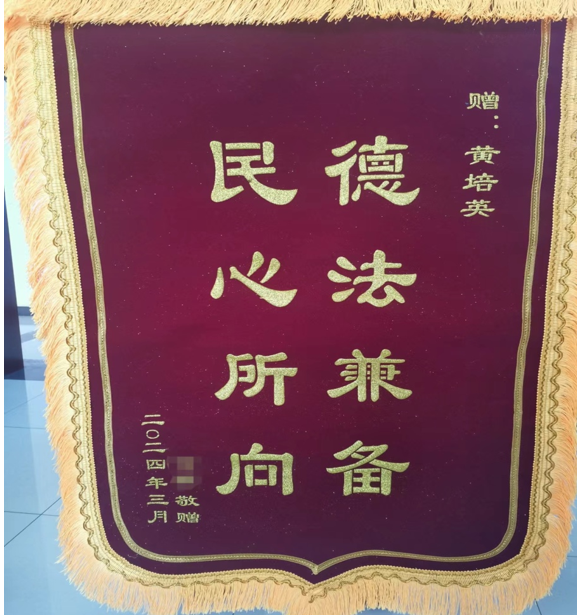 赠：黄培英
德法兼备
民心所向
敬赠
二〇二四年三月